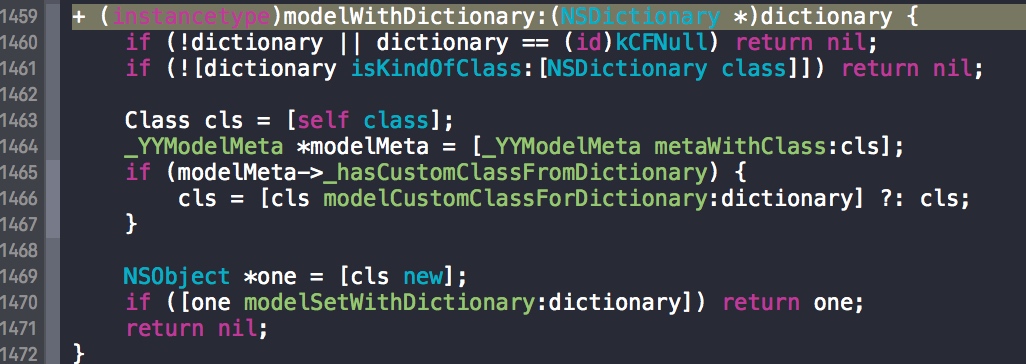 1459 + (instancetype)modelWithDictionary:(NSDictionary *)dictionary {
1460     if (!dictionary || dictionary == (id)kCFNull) return nil;
1461     if (![dictionary isKindOfClass:[NSDictionary class]]) return nil;
1462
1463     Class cls = [self class];
1464     _YYModelMeta *modelMeta = [_YYModelMeta metaWithClass:cls];
1465     if (modelMeta->_hasCustomClassFromDictionary) {
1466         cls = [cls modelCustomClassForDictionary:dictionary] ?: cls;
1467     }
1468
1469     NSObject *one = [cls new];
1470     if ([one modelSetWithDictionary:dictionary]) return one;
1471     return nil;
1472 }